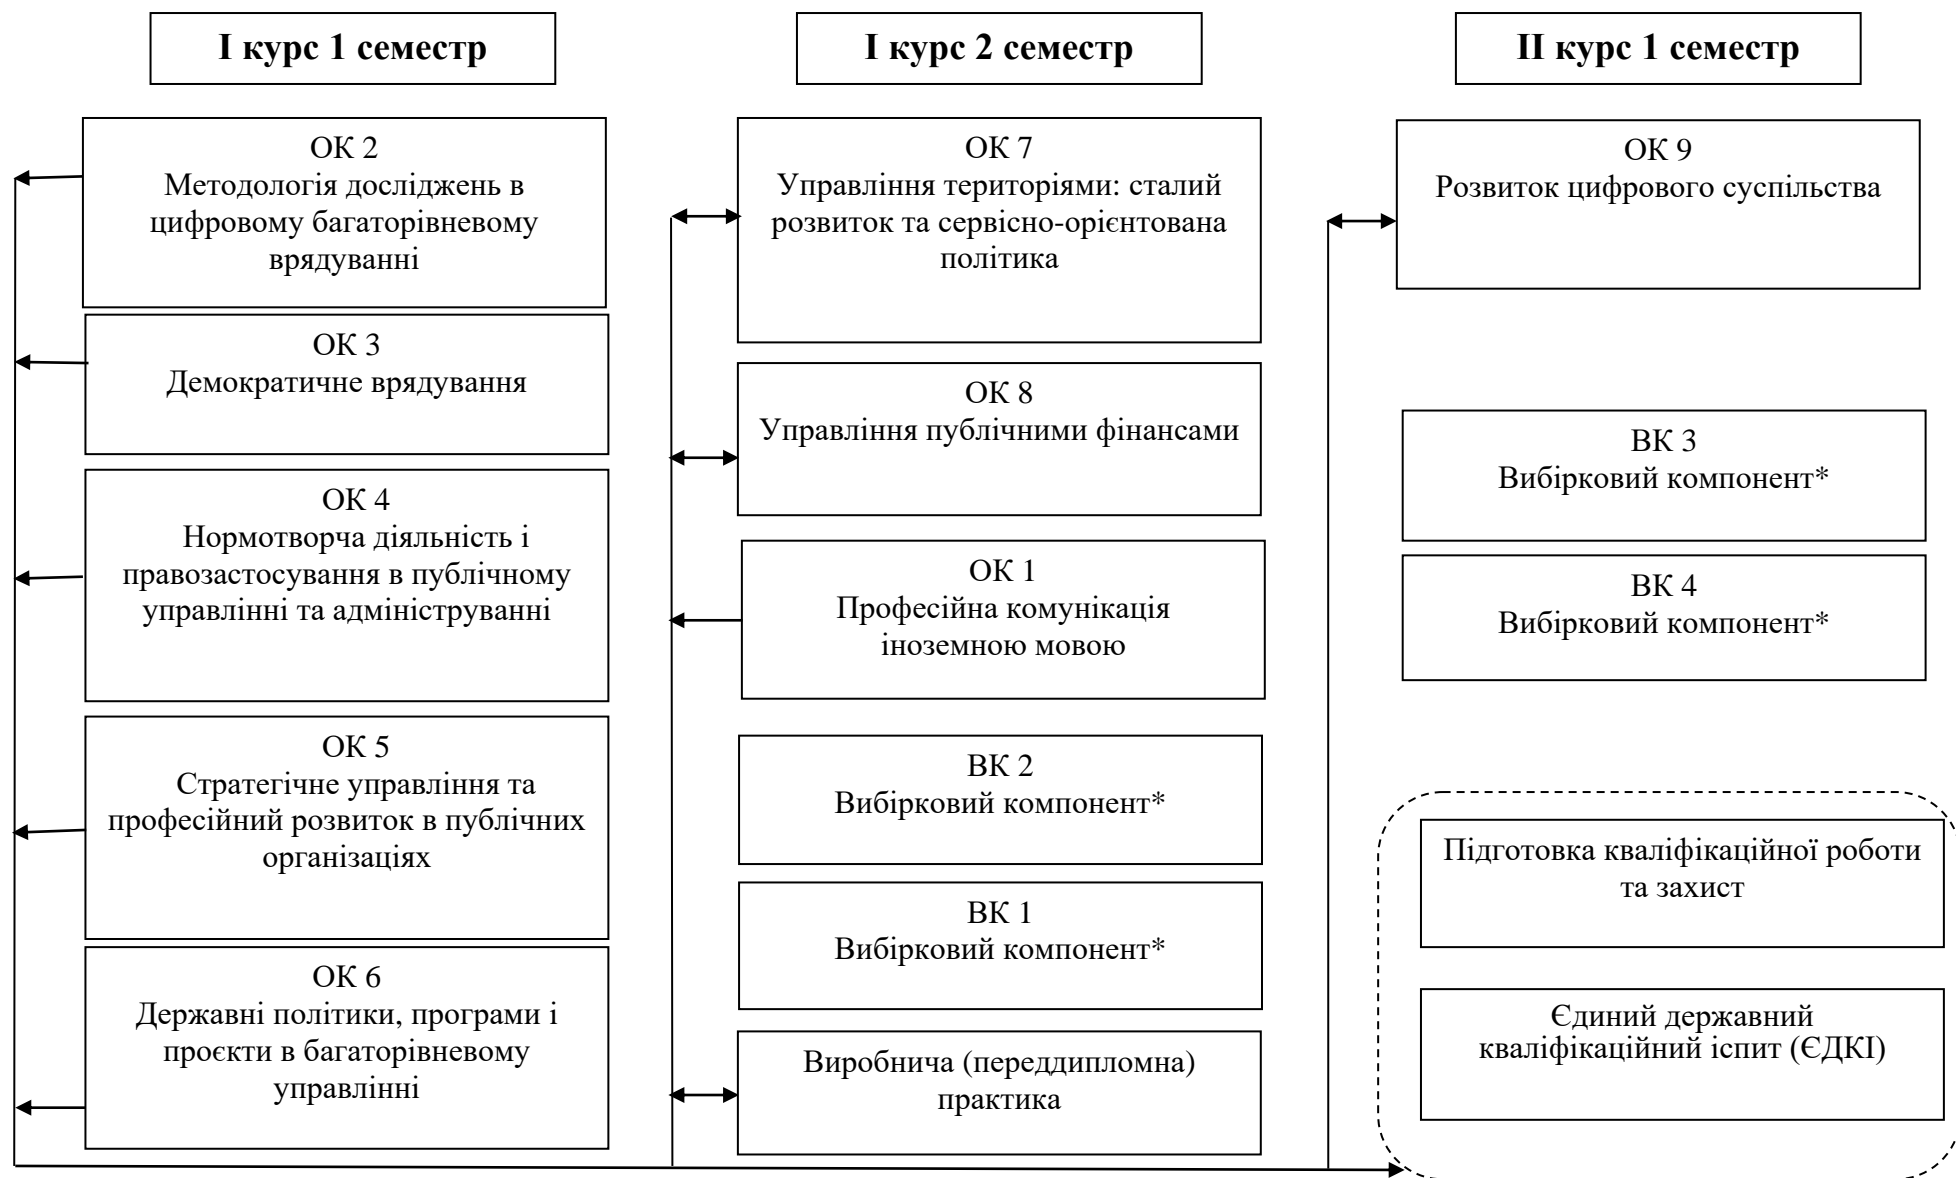 І курс 1 семестр
ОК 2
Методологія досліджень в
цифровому багаторівневому
врядуванні
ОК 3
Демократичне врядування
ОК 4
Нормотворча діяльність і
правозастосування в публічному
управлінні та адмініструванні
ОК 5
Стратегічне управління та
професійний розвиток в публічних
організаціях
ОК 6
Державні політики, програми і
проєкти в багаторівневому
управлінні
І курс 2 семестр
ОК 7
Управління територіями: сталий
розвиток та сервісно-орієнтована
політика
ОК 8
Управління публічними фінансами
ОК 1
Професійна комунікація
іноземною мовою
ВК 2
Вибірковий компонент*
ВК 1
Вибірковий компонент*
Виробнича (переддипломна)
практика
ІІ курс 1 семестр
ОК 9
Розвиток цифрового суспільства
ВК 3
Вибірковий компонент*
ВК 4
Вибірковий компонент*
Підготовка кваліфікаційної роботи
та захист
Єдиний державний
кваліфікаційний іспит (ЄДКІ)